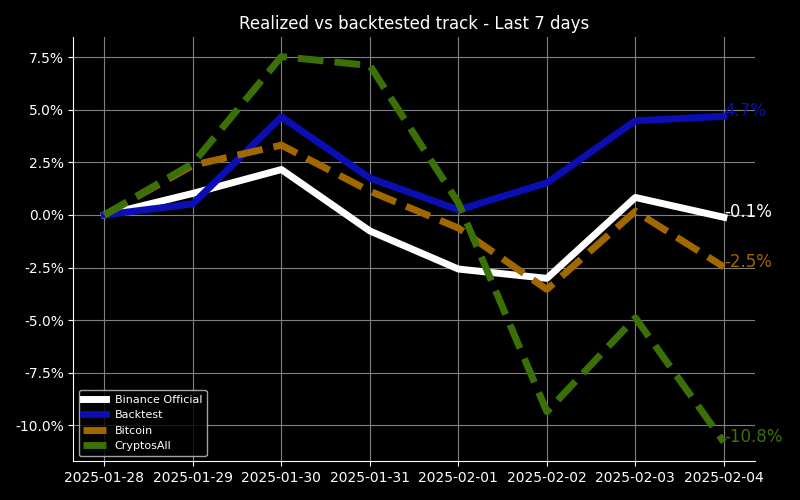 Realized vs backtested track - Last 7 days
7.5%
5.0%
2.5%
0.0%
-2.5%
-5.0%
-7.5%
-10.0%
4.7%
-0.1%
-2.5%
-10.8%
Binance Official
Backtest
Bitcoin
CryptosAll
2025-01-28 2025-01-29 2025-01-30 2025-01-31 2025-02-01 2025-02-02 2025-02-03 2025-02-04